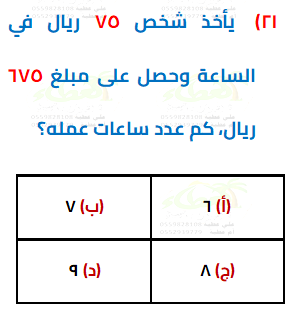 ٢١) يأخذ شخص ٧٥ ريال في
الساعة وحصل على مبلغ ٦٧٥
ريال، كم عدد ساعات عمله؟
(أ) ٦
(ب) ٧
(ج) ٨
(د) ٩